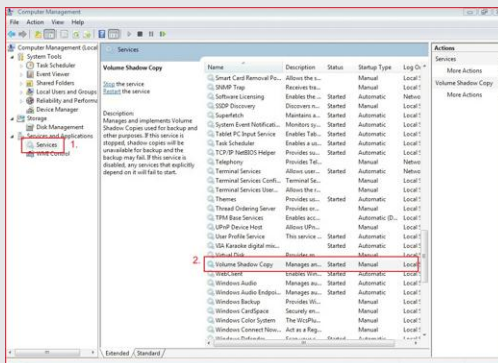 Computer Management
File Action View Help
Computer Management (Local
System Tools
Task Scheduler
Event Viewer
Shared Folders
Local Users and Groups
Reliability and Performa
Device Manager
Storage
Disk Management
Services and Applications
Services
1.
WMI Control
Services
Volume Shadow Copy
Stop the service
Restart the service
Description:
Manages and implements Volume
Shadow Copies used for backup and
other purposes. If this service is
stopped, shadow copies will be
unavailable for backup and the
backup may fail. If this service is
disabled, any services that explicitly
depend on it will fail to start.
Name Description Status Startup Type Log On
Smart Card Removal Po... Allows the s... Manual Local S
SNMP Trap Receives tra... Manual Local S
Software Licensing Enables the ... Started Automatic Netwo
SSDP Discovery Discovers n... Started Manual Local S
Superfetch Maintains a... Started Automatic Local S
System Event Notificati... Monitors sy... Started Automatic Local S
Tablet PC Input Service Enables Tab... Started Automatic Local S
Task Scheduler Enables a us... Started Automatic Local S
TCP/IP NetBIOS Helper Provides su... Started Automatic Local S
Telephony Provides Tel... Manual Netwo
Terminal Services Allows user... Started Automatic Netwo
Terminal Services Confi... Terminal Se... Manual Local S
Terminal Services User... Allows the r... Manual Local S
Themes Provides us... Started Automatic Local S
Thread Ordering Server Provides or... Manual Local S
TPM Base Services Enables acc... Automatic (D... Local S
UPnP Device Host Allows UPn... Manual Local S
User Profile Service This service ... Started Automatic Local S
VIA Karaoke digital mic... Started Automatic Local S
Virtual Disk Provides m... Manual Local S
2.
Volume Shadow Copy Manages an... Started Manual Local S
WebClient Enables Win... Started Automatic Local S
Windows Audio Manages au... Started Automatic Local S
Windows Audio Endpoi... Manages au... Started Automatic Local S
Windows Backup Provides Wi... Manual Local S
Windows CardSpace Securely en... Manual Local S
Windows Color System The WcsPlu... Manual Local S
Windows Connect Now... Act as a Reg... Manual Local S
Windows Defender Started Automatic Local S
Extended Standard
Actions
Services
More Actions
Volume Shadow Copy
More Actions